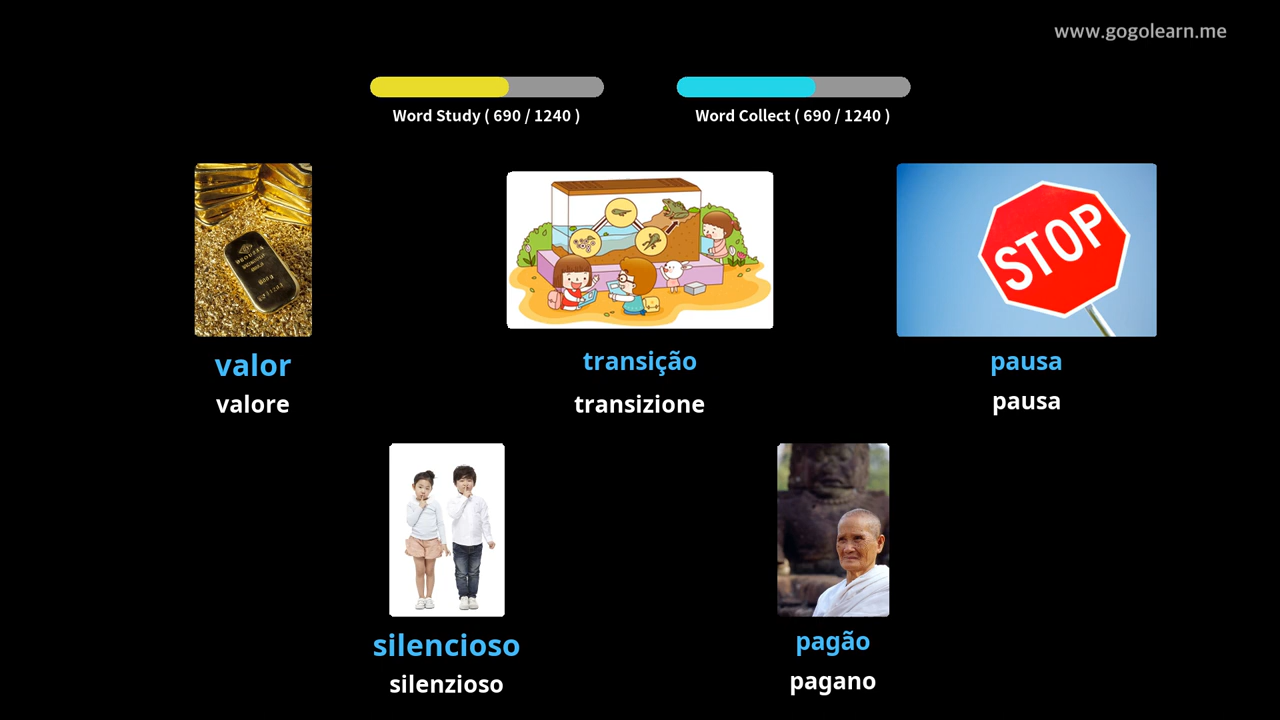 www.gogolearn.me
Word Study ( 690 / 1240 )
Word Collect ( 690 / 1240 )
STOP
valor
valore
transição
transizione
pausa
pausa
silencioso
silenzioso
pagão
pagano